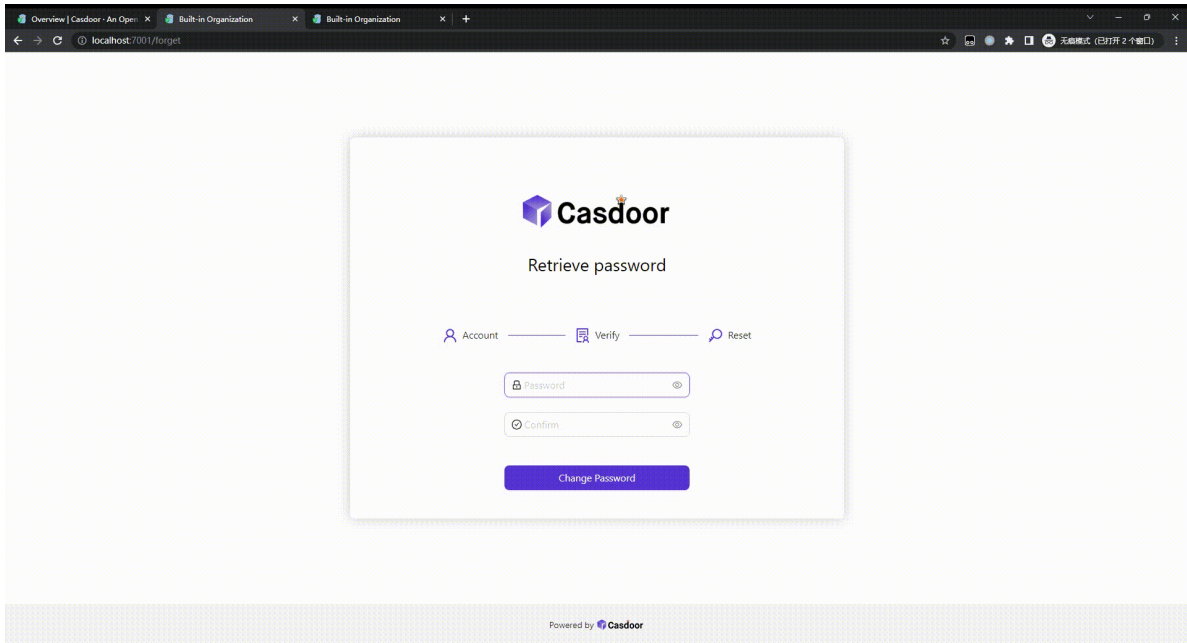 Overview | Casdoor · An Open
Built-in Organization
Built-in Organization
localhost:7001/forget
无痕模式 (已打开 2 个窗口)
Casdoor
Retrieve password
Account
Verify
Reset
Password
Confirm
Change Password
Powered by Casdoor